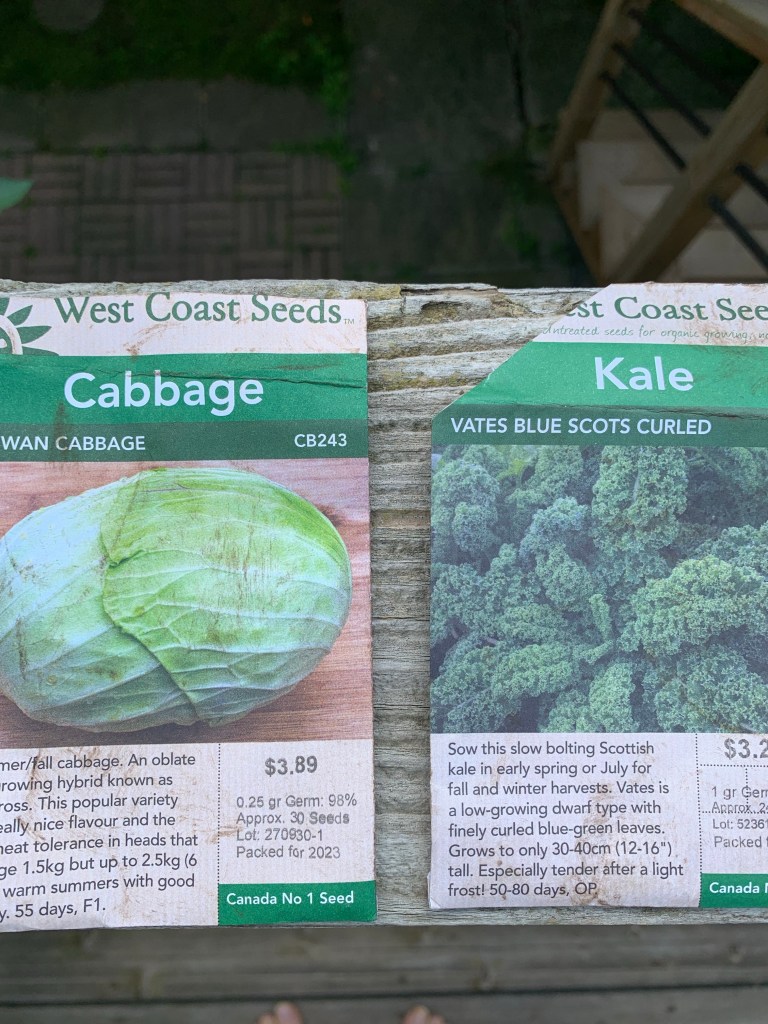 West Coast Seeds™
Cabbage
WAN CABBAGE
CB243
mer/fall cabbage. An oblate
rowing hybrid known as
ross. This popular variety
eally nice flavour and the
heat tolerance in heads that
ge 1.5kg but up to 2.5kg (6
warm summers with good
y. 55 days, F1.
$3.89
0.25 gr Germ: 98%
Approx. 30 Seeds
Lot: 270930-1
Packed for 2023
Canada No 1 Seed
est Coast See
ntreated seeds for organic growing, n
Kale
VATES BLUE SCOTS CURLED
Sow this slow bolting Scottish
kale in early spring or July for
fall and winter harvests. Vates is
a low-growing dwarf type with
finely curled blue-green leaves.
Grows to only 30-40cm (12-16")
tall. Especially tender after a light
frost! 50-80 days, OP.
$3.2
1 gr Germ
Approx. 2
Lot: 5236
Packed f
Canada N